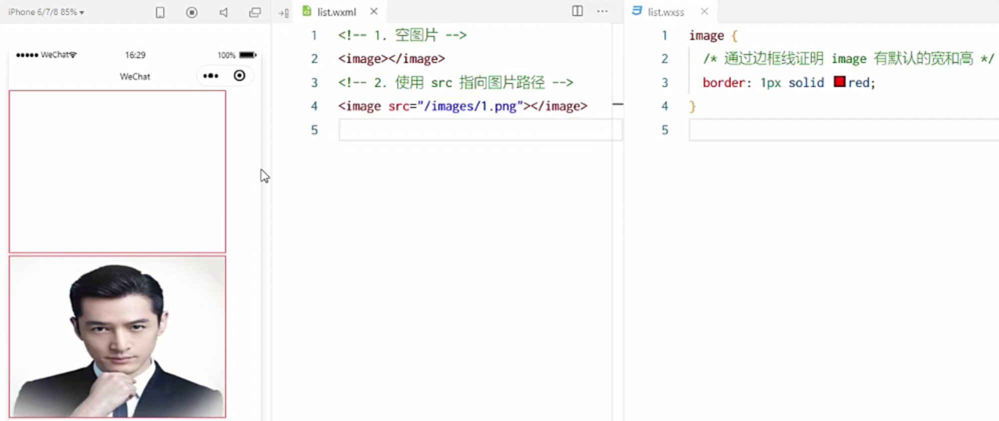 iPhone 6/7/8 85%
WeChat 16:29 100%
WeChat
list.wxml
1 <!-- 1. 空图片 -->
2 <image></image>
3 <!-- 2. 使用 src 指向图片路径 -->
4 <image src="/images/1.png"></image>
5
list.wxss
1 image {
2 /* 通过边框线证明 image 有默认的宽和高 */
3 border: 1px solid red;
4 }
5